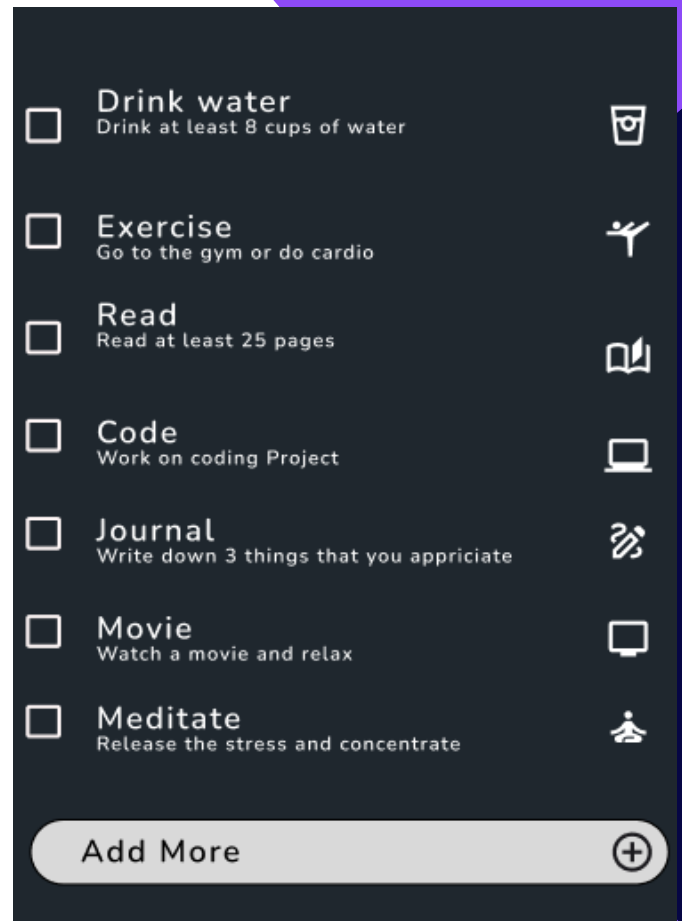 Drink water
Drink at least 8 cups of water
Exercise
Go to the gym or do cardio
Read
Read at least 25 pages
Code
Work on coding Project
Journal
Write down 3 things that you appriciate
Movie
Watch a movie and relax
Meditate
Release the stress and concentrate
Add More